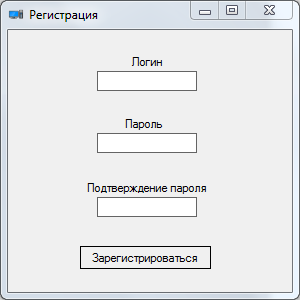 Регистрация
Логин
Пароль
Подтверждение пароля
Зарегистрироваться